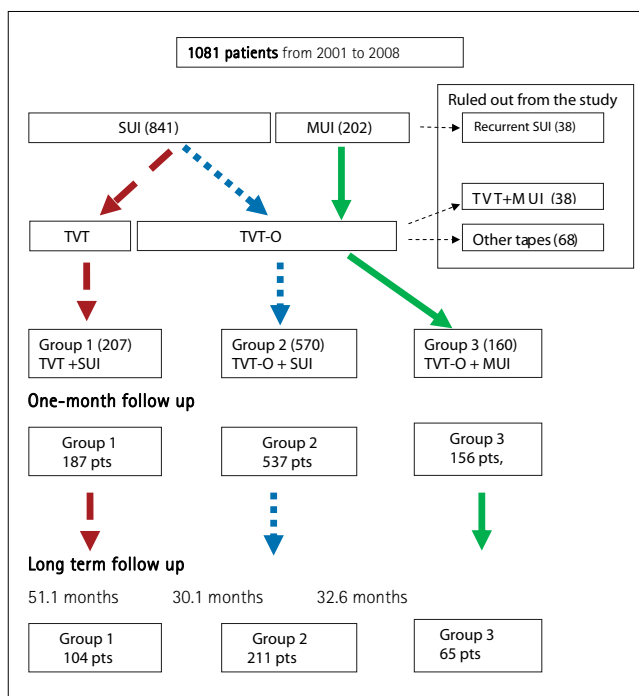 1081 patients from 2001 to 2008
Ruled out from the study
SUI (841)
MUI (202)
Recurrent SUI (38)
TVT+MUI (38)
TVT
TVT-O
Other tapes (68)
Group 1 (207)
TVT +SUI
Group 2 (570)
TVT-O + SUI
Group 3 (160)
TVT-O + MUI
One-month follow up
Group 1
187 pts
Group 2
537 pts
Group 3
156 pts,
Long term follow up
51.1 months
30.1 months
32.6 months
Group 1
104 pts
Group 2
211 pts
Group 3
65 pts